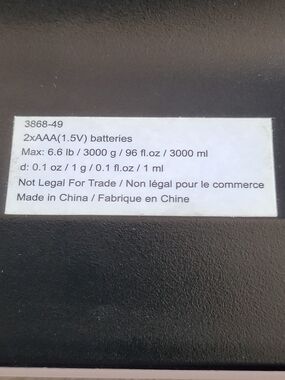 3868-49
2xAAA(1.5V) batteries
Max: 6.6 lb / 3000 g / 96 fl.oz / 3000 ml
d: 0.1 oz / 1 g / 0.1 fl.oz / 1 ml
Not Legal For Trade / Non légal pour le commerce
Made in China / Fabrique en Chine